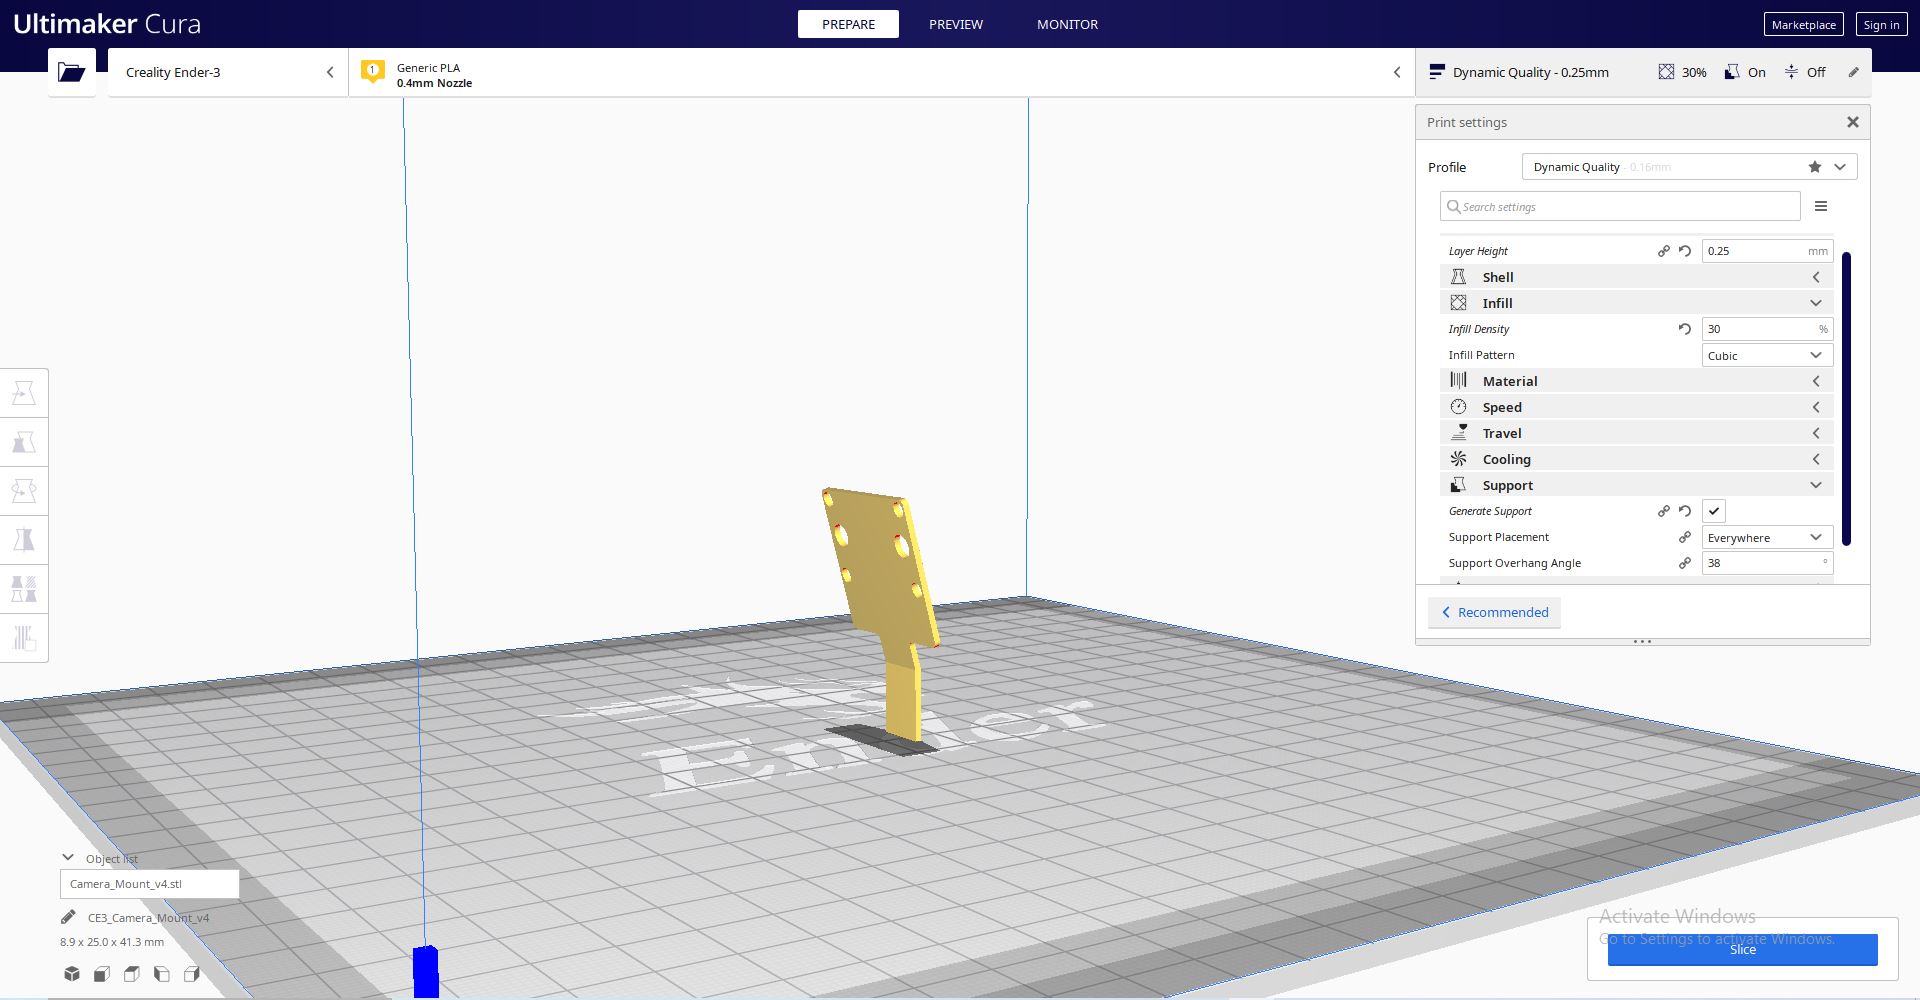 Ultimaker Cura
PREPARE
PREVIEW
MONITOR
Marketplace
Sign in
Creality Ender-3
1
Generic PLA
0.4mm Nozzle
Dynamic Quality - 0.25mm
30%
On
Off
Print settings
Profile
Dynamic Quality - 0.16mm
Search settings
Layer Height
0.25 mm
Shell
Infill
Infill Density
30 %
Infill Pattern
Cubic
Material
Speed
Travel
Cooling
Support
Generate Support
Support Placement
Everywhere
Support Overhang Angle
38 °
Recommended
Ender
Object list
Camera_Mount_v4.stl
CE3_Camera_Mount_v4
8.9 x 25.0 x 41.3 mm
Activate Windows
Go to Settings to activate Windows.
Slice